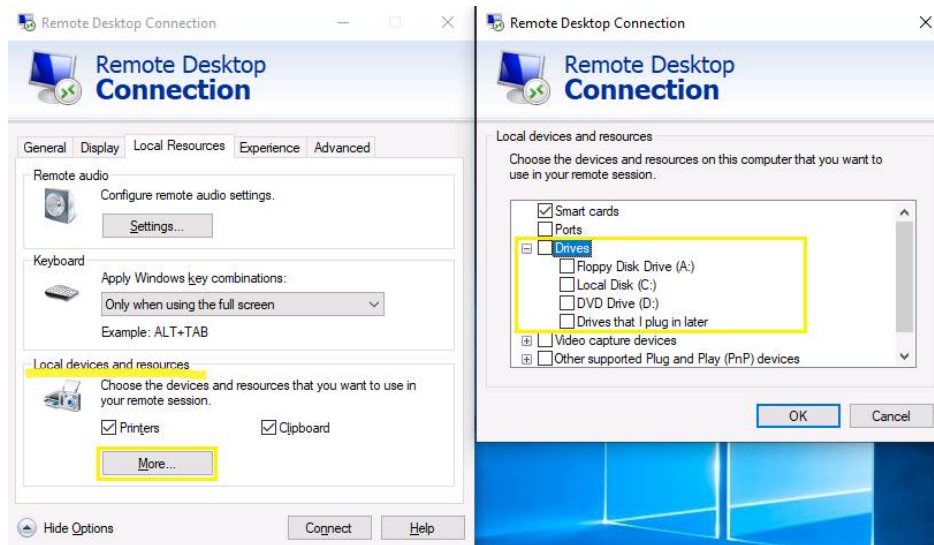 Remote Desktop Connection
Remote Desktop
Connection
General Display Local Resources Experience Advanced
Remote audio
Configure remote audio settings.
Settings...
Keyboard
Apply Windows key combinations:
Only when using the full screen
Example: ALT+TAB
Local devices and resources
Choose the devices and resources that you want to use in
your remote session.
Printers Clipboard
More...
Hide Options Connect Help
Remote Desktop Connection
Remote Desktop
Connection
Local devices and resources
Choose the devices and resources on this computer that you want to
use in your remote session.
Smart cards
Ports
Drives
Floppy Disk Drive (A:)
Local Disk (C:)
DVD Drive (D:)
Drives that I plug in later
Video capture devices
Other supported Plug and Play (PnP) devices
OK Cancel